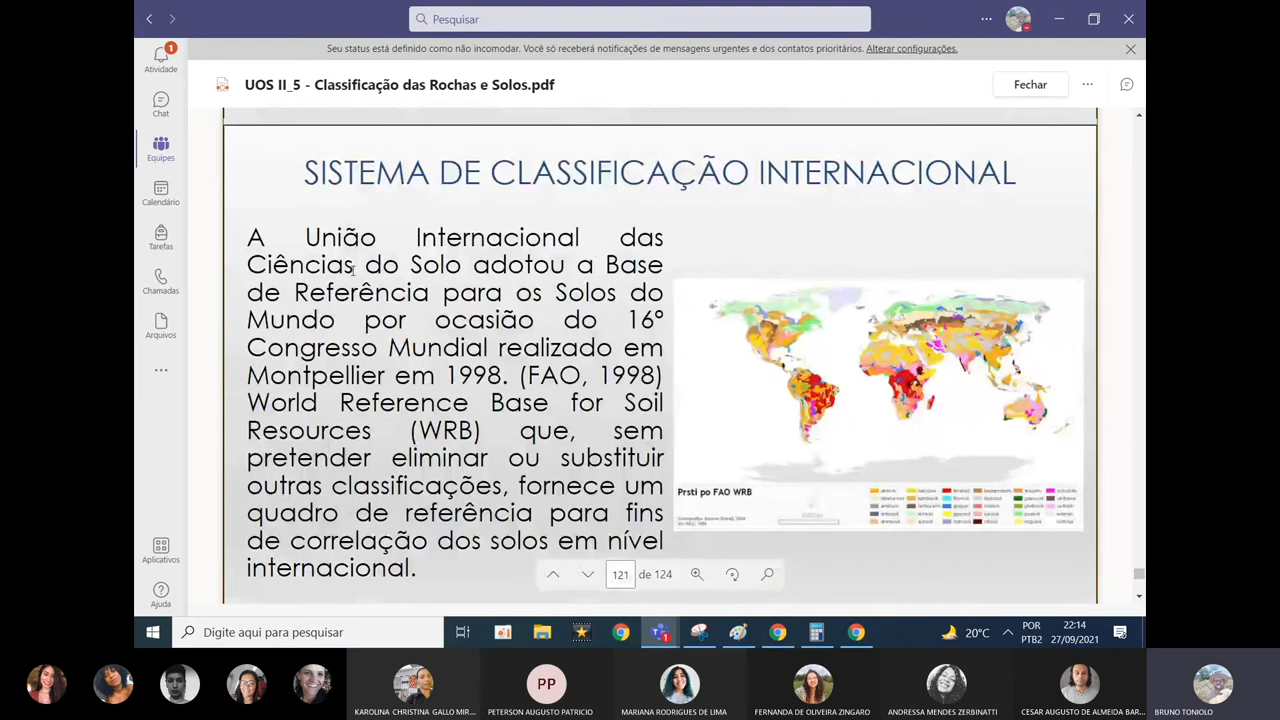 Pesquisar
Seu status está definido como não incomodar. Você só receberá notificações de mensagens urgentes e dos contatos prioritários. Alterar configurações.
1
Atividade
Chat
Equipes
Calendário
Tarefas
Chamadas
Arquivos
Aplicativos
Ajuda
UOS II_5 - Classificação das Rochas e Solos.pdf
Fechar
SISTEMA DE CLASSIFICAÇÃO INTERNACIONAL
A União Internacional das
Ciências do Solo adotou a Base
de Referência para os Solos do
Mundo por ocasião do 16º
Congresso Mundial realizado em
Montpellier em 1998. (FAO, 1998)
World Reference Base for Soil
Resources (WRB) que, sem
pretender eliminar ou substituir
outras classificações, fornece um
quadro de referência para fins
de correlação dos solos em nível
internacional.
Prsti po FAO WRB
121 de 124
Digite aqui para pesquisar
20°C
POR
PTB2
22:14
27/09/2021
PP
KAROLINA CHRISTINA GALLO MIR...
PETERSON AUGUSTO PATRICIO
MARIANA RODRIGUES DE LIMA
FERNANDA DE OLIVEIRA ZINGARO
ANDRESSA MENDES ZERBINATTI
CESAR AUGUSTO DE ALMEIDA BAR...
BRUNO TONIOLO